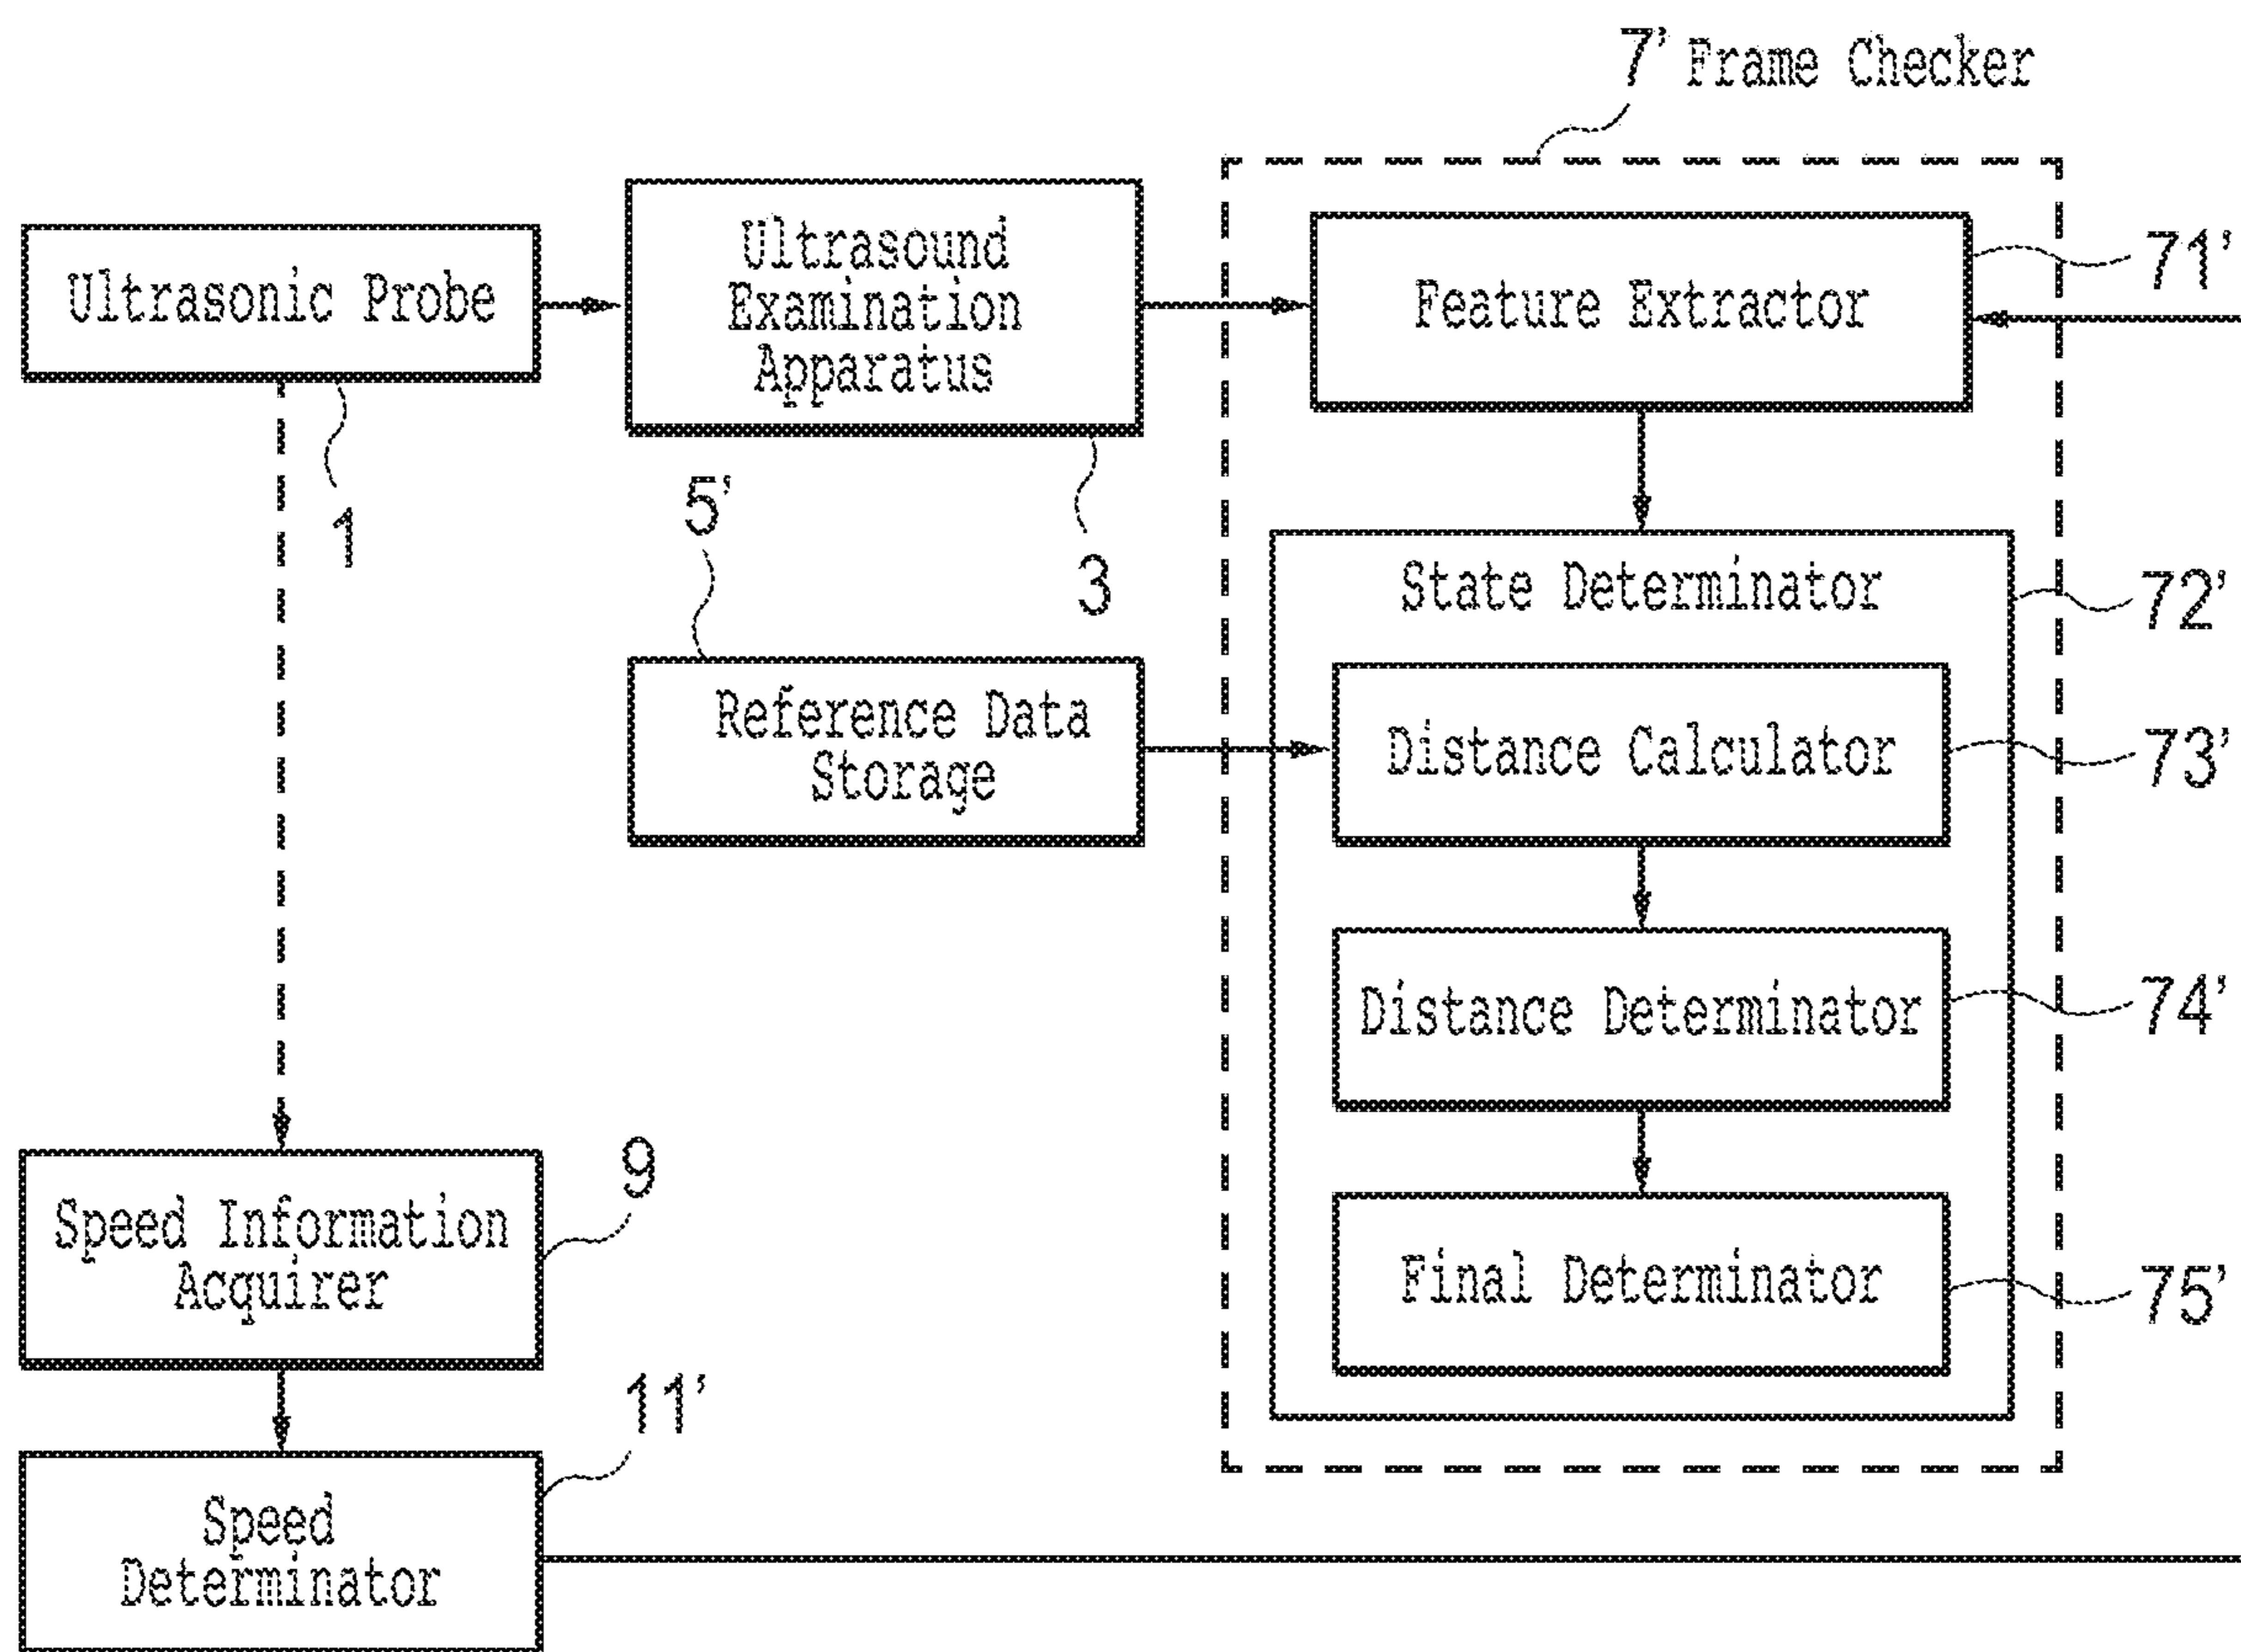 7' Frame Checker
Ultrasonic Probe
1
Ultrasound
Examination
Apparatus
3
Feature Extractor
71'
5'
Reference Data
Storage
State Determinator
72'
Distance Calculator
73'
Distance Determinator
74'
Final Determinator
75'
Speed Information
Acquirer
9
Speed
Determinator
11'